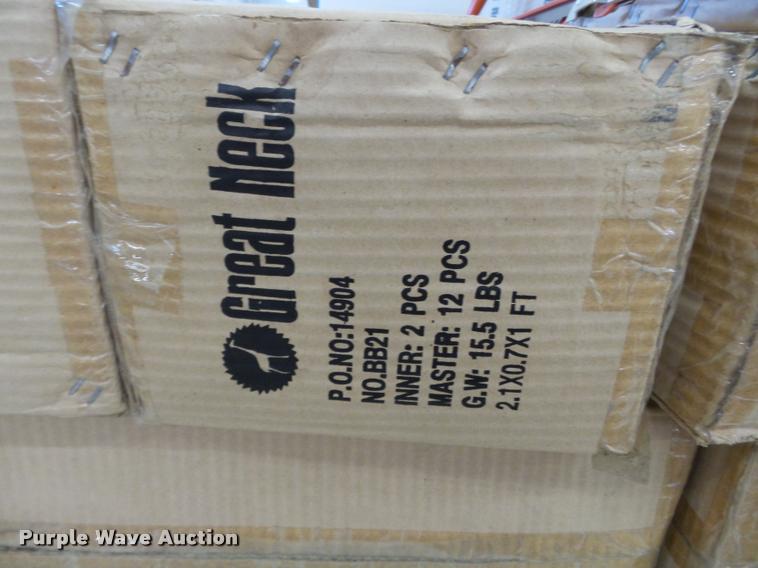 Great Neck
P.O.NO:14904
NO.BB21
INNER: 2 PCS
MASTER: 12 PCS
G.W: 15.5 LBS
2.1X0.7X1 FT
Purple Wave Auction